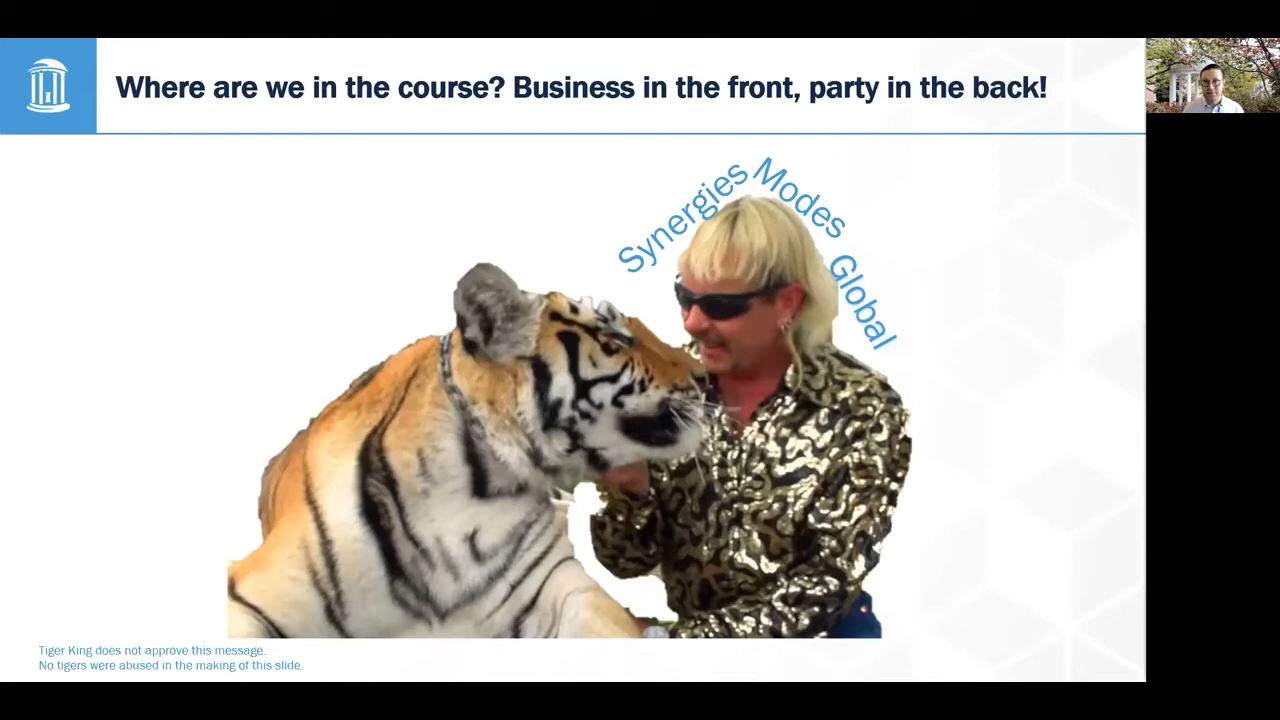 Where are we in the course? Business in the front, party in the back!
Synergies Modes Global
Tiger King does not approve this message.
No tigers were abused in the making of this slide.